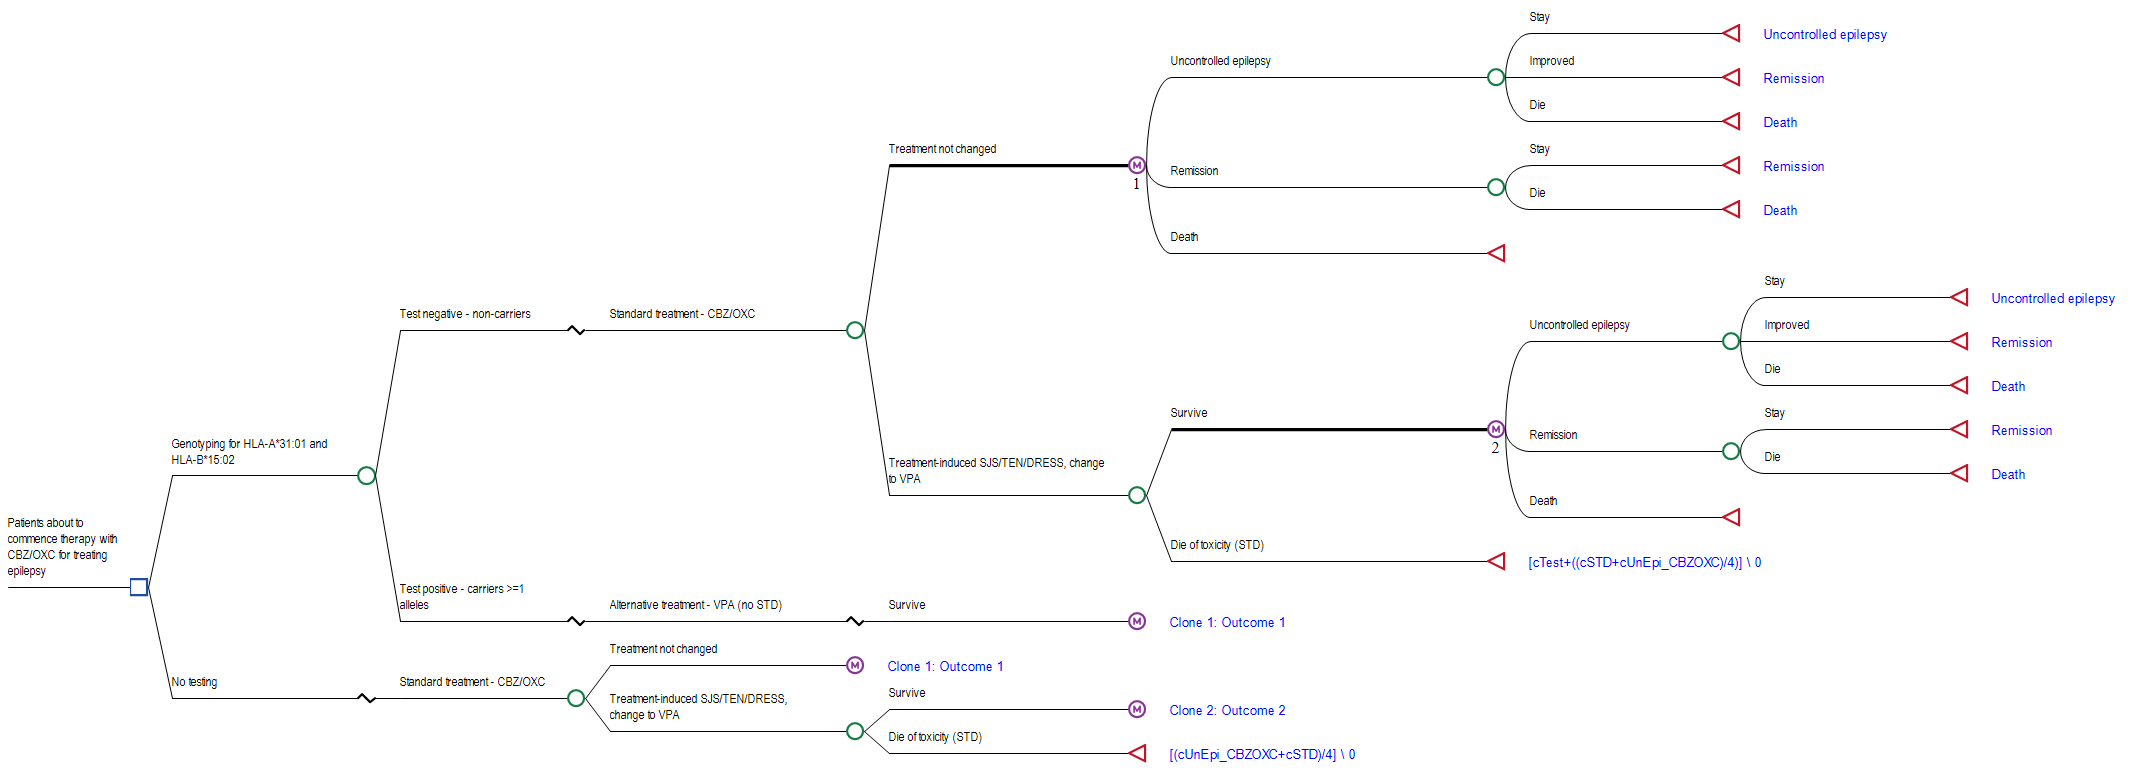 Stay
Uncontrolled epilepsy
Uncontrolled epilepsy
Improved
Remission
Die
Death
Treatment not changed
Stay
1
Remission
Remission
Die
Death
Death
Stay
Uncontrolled epilepsy
Test negative - non-carriers
Standard treatment - CBZ/OXC
Uncontrolled epilepsy
Improved
Remission
Die
Death
Survive
Stay
Remission
2
Remission
Genotyping for HLA-A*31:01 and
HLA-B*15:02
Die
Death
Treatment-induced SJS/TEN/DRESS, change
to VPA
Death
Patients about to
commence therapy with
CBZ/OXC for treating
epilepsy
Die of toxicity (STD)
[cTest+((cSTD+cUnEpi_CBZOXC)/4)] \ 0
Test positive - carriers >=1
alleles
Alternative treatment - VPA (no STD)
Survive
Clone 1: Outcome 1
Treatment not changed
Clone 1: Outcome 1
No testing
Standard treatment - CBZ/OXC
Treatment-induced SJS/TEN/DRESS,
change to VPA
Survive
Clone 2: Outcome 2
Die of toxicity (STD)
[(cUnEpi_CBZOXC+cSTD)/4] \ 0